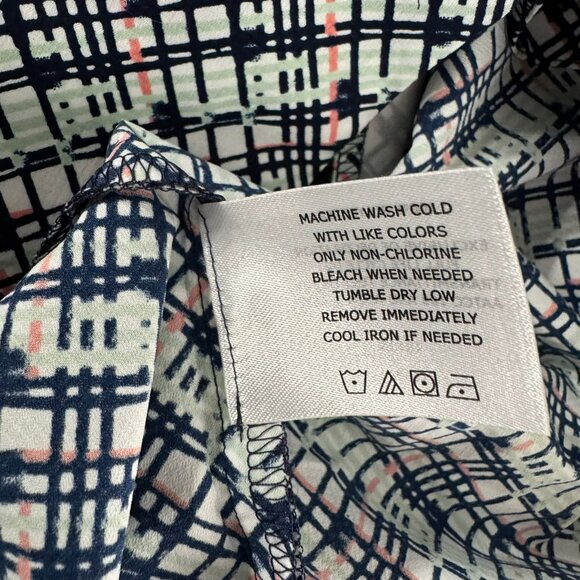 MACHINE WASH COLD
WITH LIKE COLORS
ONLY NON-CHLORINE
BLEACH WHEN NEEDED
TUMBLE DRY LOW
REMOVE IMMEDIATELY
COOL IRON IF NEEDED